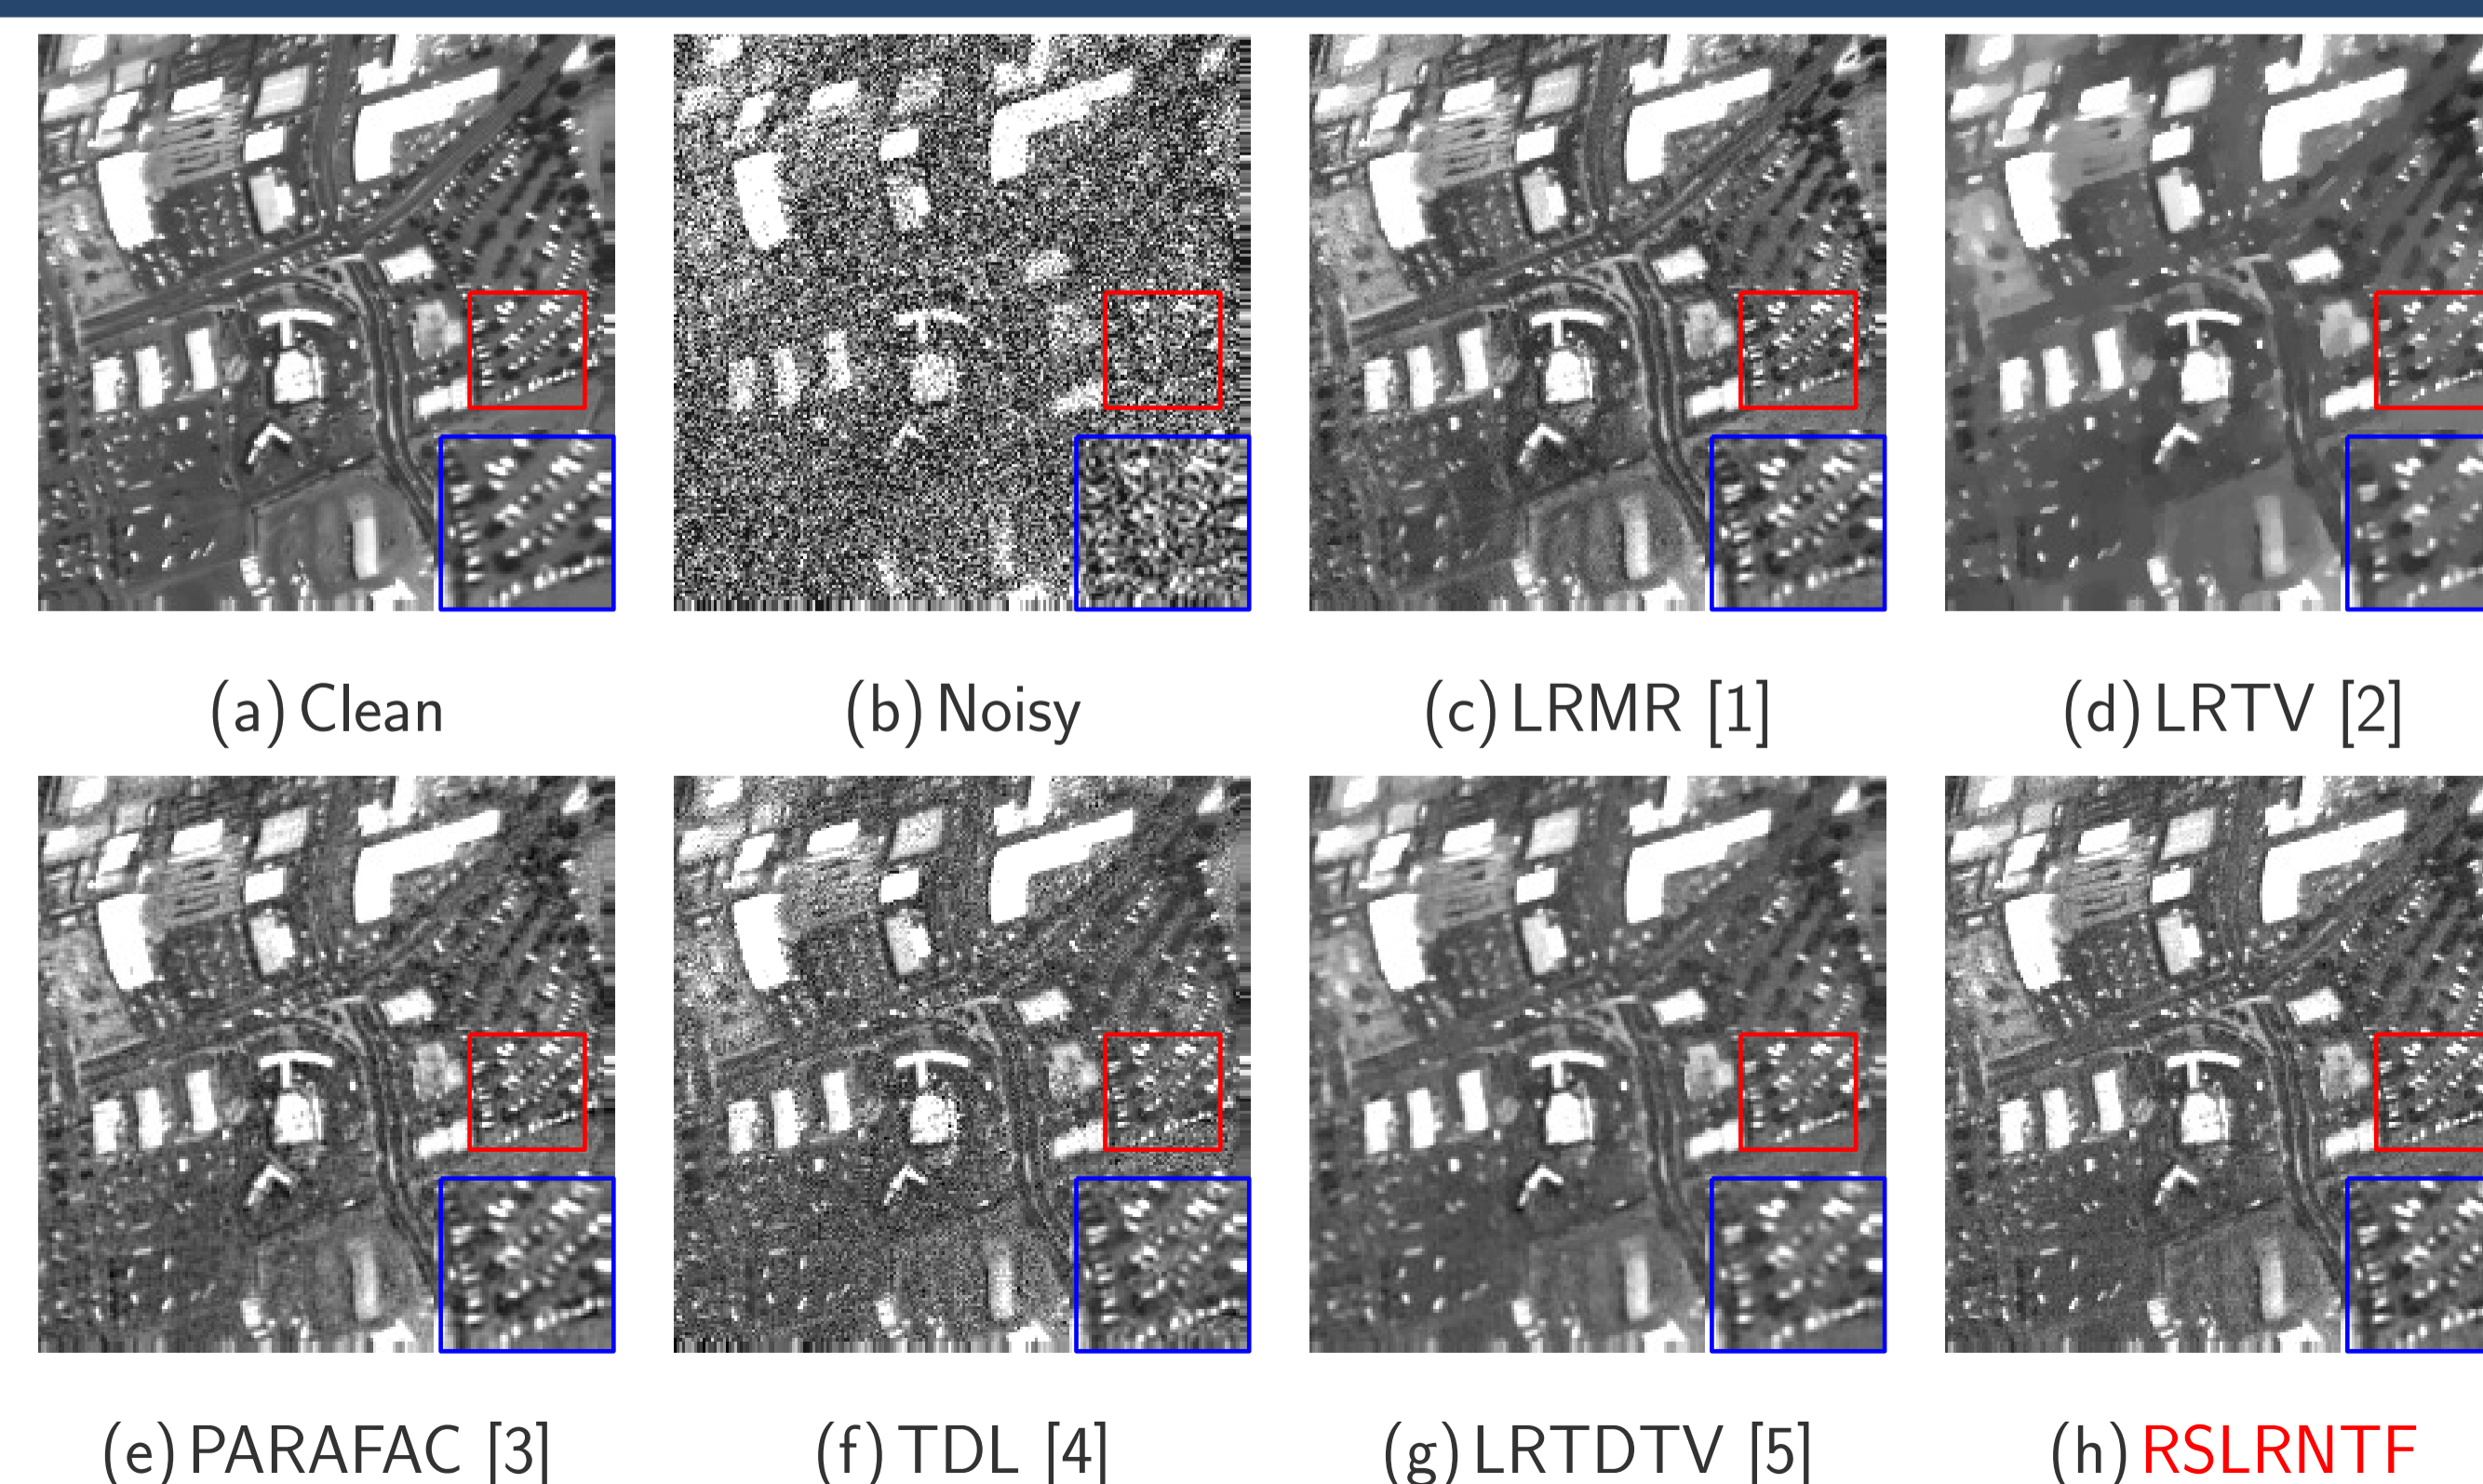 (a) Clean
(b) Noisy
(c) LRMR [1]
(d) LRTV [2]
(e) PARAFAC [3]
(f) TDL [4]
(g) LRTDTV [5]
(h) RSLRNTF